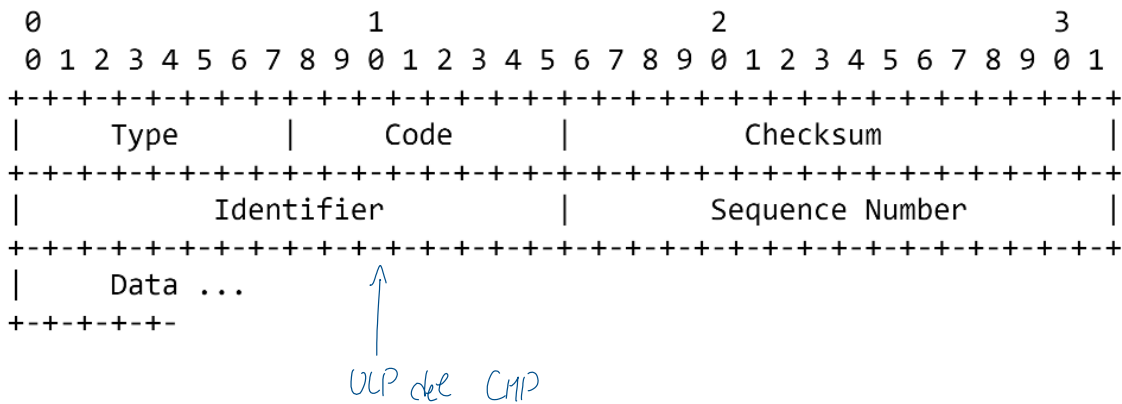 0                   1                   2                   3
0 1 2 3 4 5 6 7 8 9 0 1 2 3 4 5 6 7 8 9 0 1 2 3 4 5 6 7 8 9 0 1
+-+-+-+-+-+-+-+-+-+-+-+-+-+-+-+-+-+-+-+-+-+-+-+-+-+-+-+-+-+-+-+-+
|     Type      |     Code      |          Checksum             |
+-+-+-+-+-+-+-+-+-+-+-+-+-+-+-+-+-+-+-+-+-+-+-+-+-+-+-+-+-+-+-+-+
|           Identifier          |        Sequence Number        |
+-+-+-+-+-+-+-+-+-+-+-+-+-+-+-+-+-+-+-+-+-+-+-+-+-+-+-+-+-+-+-+-+
|     Data ...
+-+-+-+-+-
ULP del CMP